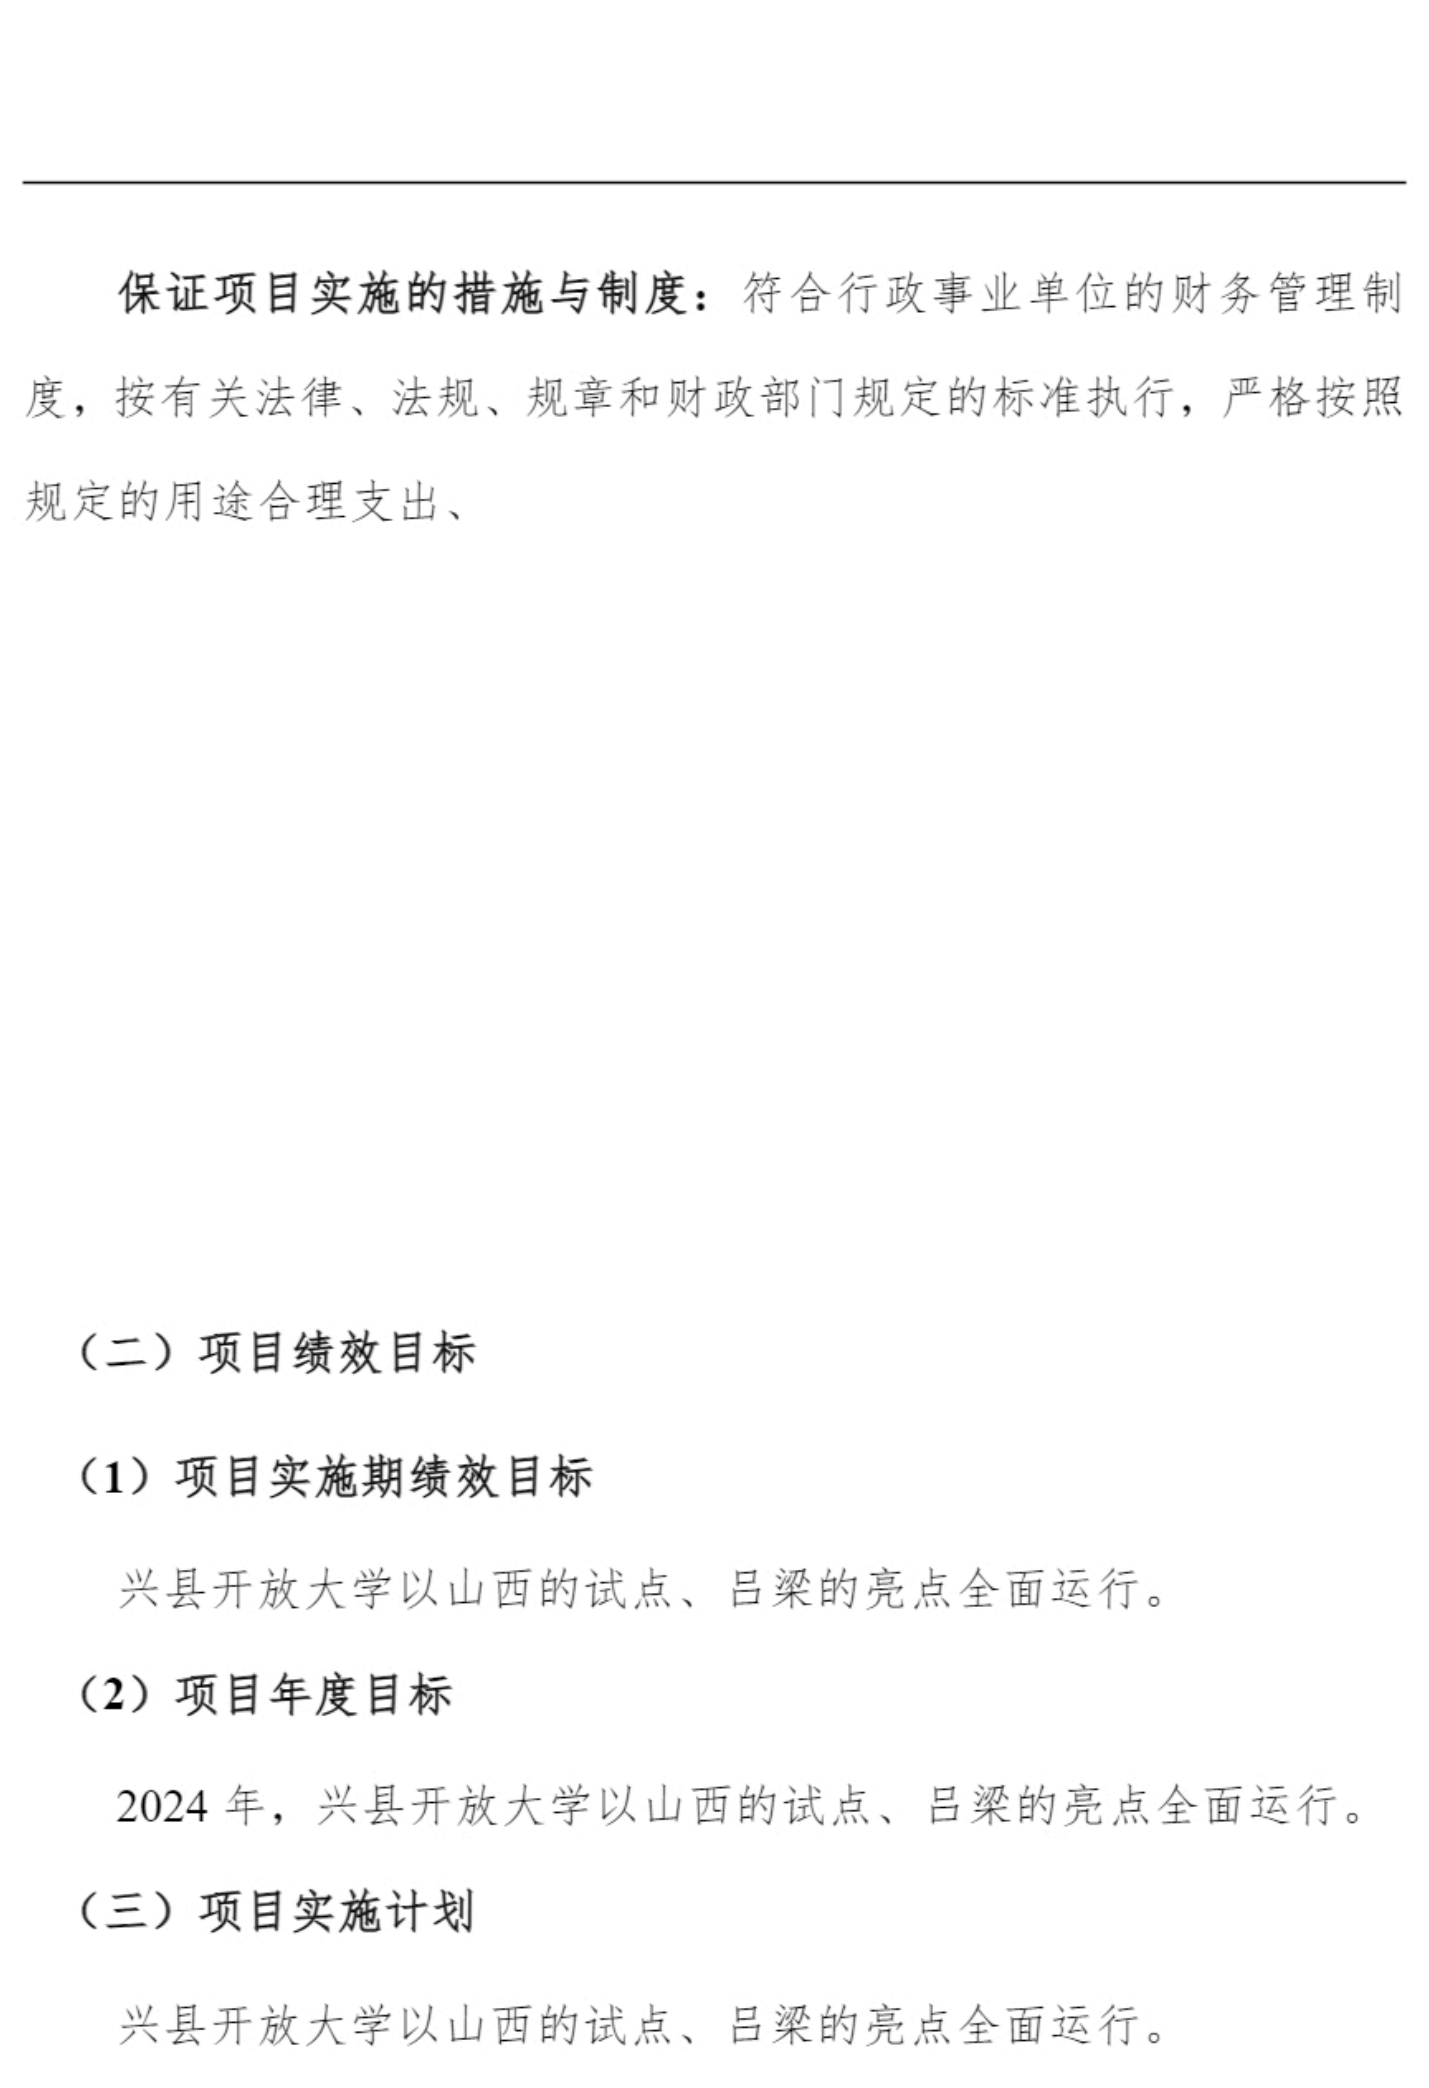 保证项目实施的措施与制度：符合行政事业单位的财务管理制
度，按有关法律、法规、规章和财政部门规定的标准执行，严格按照
规定的用途合理支出、
（二）项目绩效目标
（1）项目实施期绩效目标
兴县开放大学以山西的试点、吕梁的亮点全面运行。
（2）项目年度目标
2024 年，兴县开放大学以山西的试点、吕梁的亮点全面运行。
（三）项目实施计划
兴县开放大学以山西的试点、吕梁的亮点全面运行。